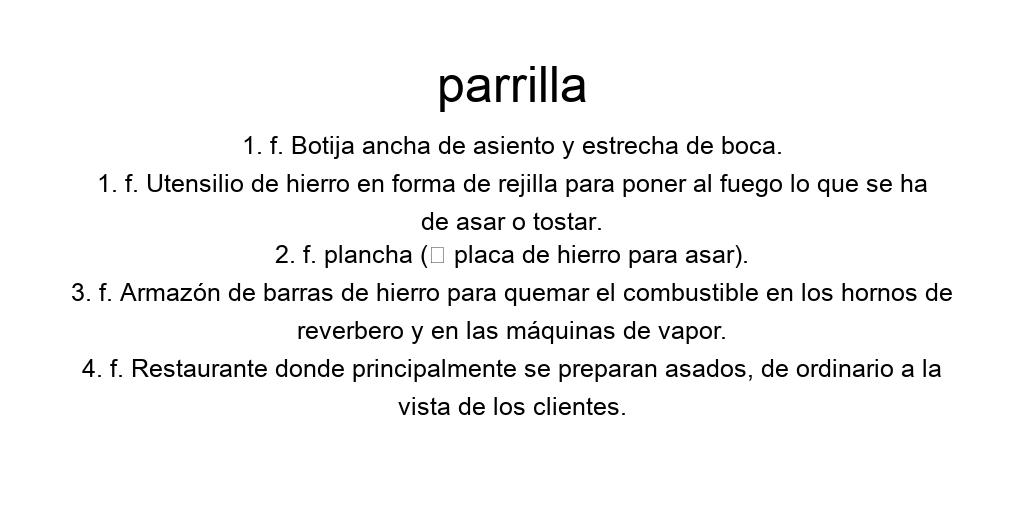 parrilla
1. f. Botija ancha de asiento y estrecha de boca.
1. f. Utensilio de hierro en forma de rejilla para poner al fuego lo que se ha
de asar o tostar.
2. f. plancha (□ placa de hierro para asar).
3. f. Armazón de barras de hierro para quemar el combustible en los hornos de
reverbero y en las máquinas de vapor.
4. f. Restaurante donde principalmente se preparan asados, de ordinario a la
vista de los clientes.